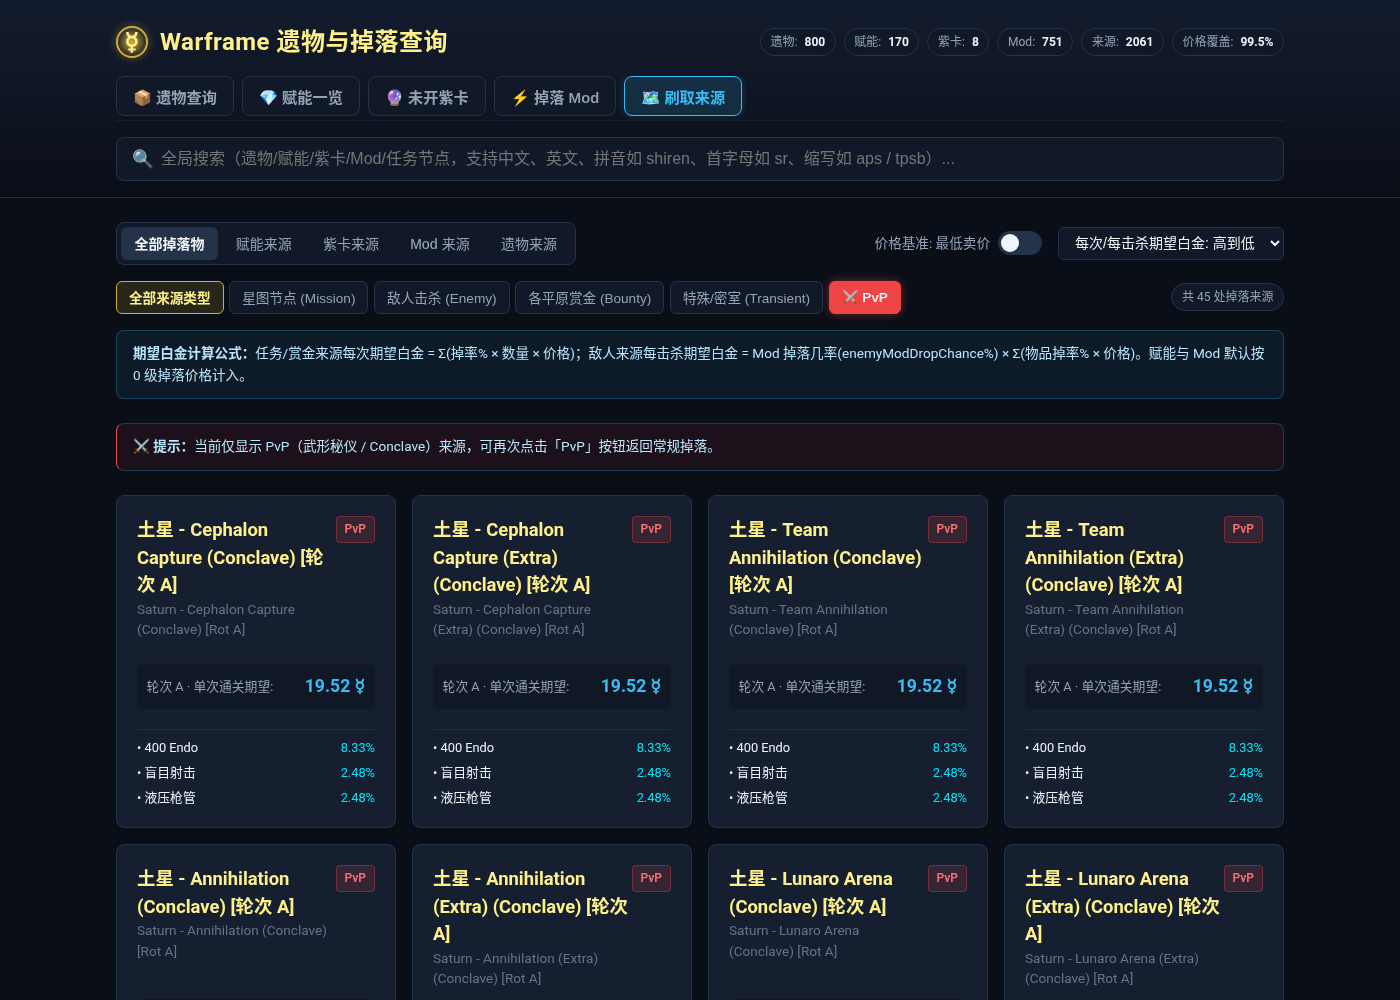 Warframe 遗物与掉落查询
遗物: 800
赋能: 170
紫卡: 8
Mod: 751
来源: 2061
价格覆盖: 99.5%
遗物查询
赋能一览
未开紫卡
掉落 Mod
刷取来源
全局搜索（遗物/赋能/紫卡/Mod/任务节点，支持中文、英文、拼音如 shiren、首字母如 sr、缩写如 aps / tpsb）...
全部掉落物
赋能来源
紫卡来源
Mod 来源
遗物来源
价格基准: 最低卖价
每次/每击杀期望白金: 高到低
全部来源类型
星图节点 (Mission)
敌人击杀 (Enemy)
各平原赏金 (Bounty)
特殊/密室 (Transient)
PvP
共 45 处掉落来源
期望白金计算公式：任务/赏金来源每次期望白金 = Σ(掉率% × 数量 × 价格)；敌人来源每击杀期望白金 = Mod 掉落几率(enemyModDropChance%) × Σ(物品掉率% × 价格)。赋能与 Mod 默认按
0 级掉落价格计入。
提示：当前仅显示 PvP（武形秘仪 / Conclave）来源，可再次点击「PvP」按钮返回常规掉落。
土星 - Cephalon
Capture (Conclave) [轮
次 A]
PvP
Saturn - Cephalon Capture
(Conclave) [Rot A]
轮次 A · 单次通关期望:
19.52 ☿
• 400 Endo
8.33%
• 盲目射击
2.48%
• 液压枪管
2.48%
土星 - Cephalon
Capture (Extra)
(Conclave) [轮次 A]
PvP
Saturn - Cephalon Capture
(Extra) (Conclave) [Rot A]
轮次 A · 单次通关期望:
19.52 ☿
• 400 Endo
8.33%
• 盲目射击
2.48%
• 液压枪管
2.48%
土星 - Team
Annihilation (Conclave)
[轮次 A]
PvP
Saturn - Team Annihilation
(Conclave) [Rot A]
轮次 A · 单次通关期望:
19.52 ☿
• 400 Endo
8.33%
• 盲目射击
2.48%
• 液压枪管
2.48%
土星 - Team
Annihilation (Extra)
(Conclave) [轮次 A]
PvP
Saturn - Team Annihilation
(Extra) (Conclave) [Rot A]
轮次 A · 单次通关期望:
19.52 ☿
• 400 Endo
8.33%
• 盲目射击
2.48%
• 液压枪管
2.48%
土星 - Annihilation
(Conclave) [轮次 A]
PvP
Saturn - Annihilation (Conclave)
[Rot A]
土星 - Annihilation
(Extra) (Conclave) [轮次
A]
PvP
Saturn - Annihilation (Extra)
(Conclave) [Rot A]
土星 - Lunaro Arena
(Conclave) [轮次 A]
PvP
Saturn - Lunaro Arena
(Conclave) [Rot A]
土星 - Lunaro Arena
(Extra) (Conclave) [轮次
A]
PvP
Saturn - Lunaro Arena (Extra)
(Conclave) [Rot A]